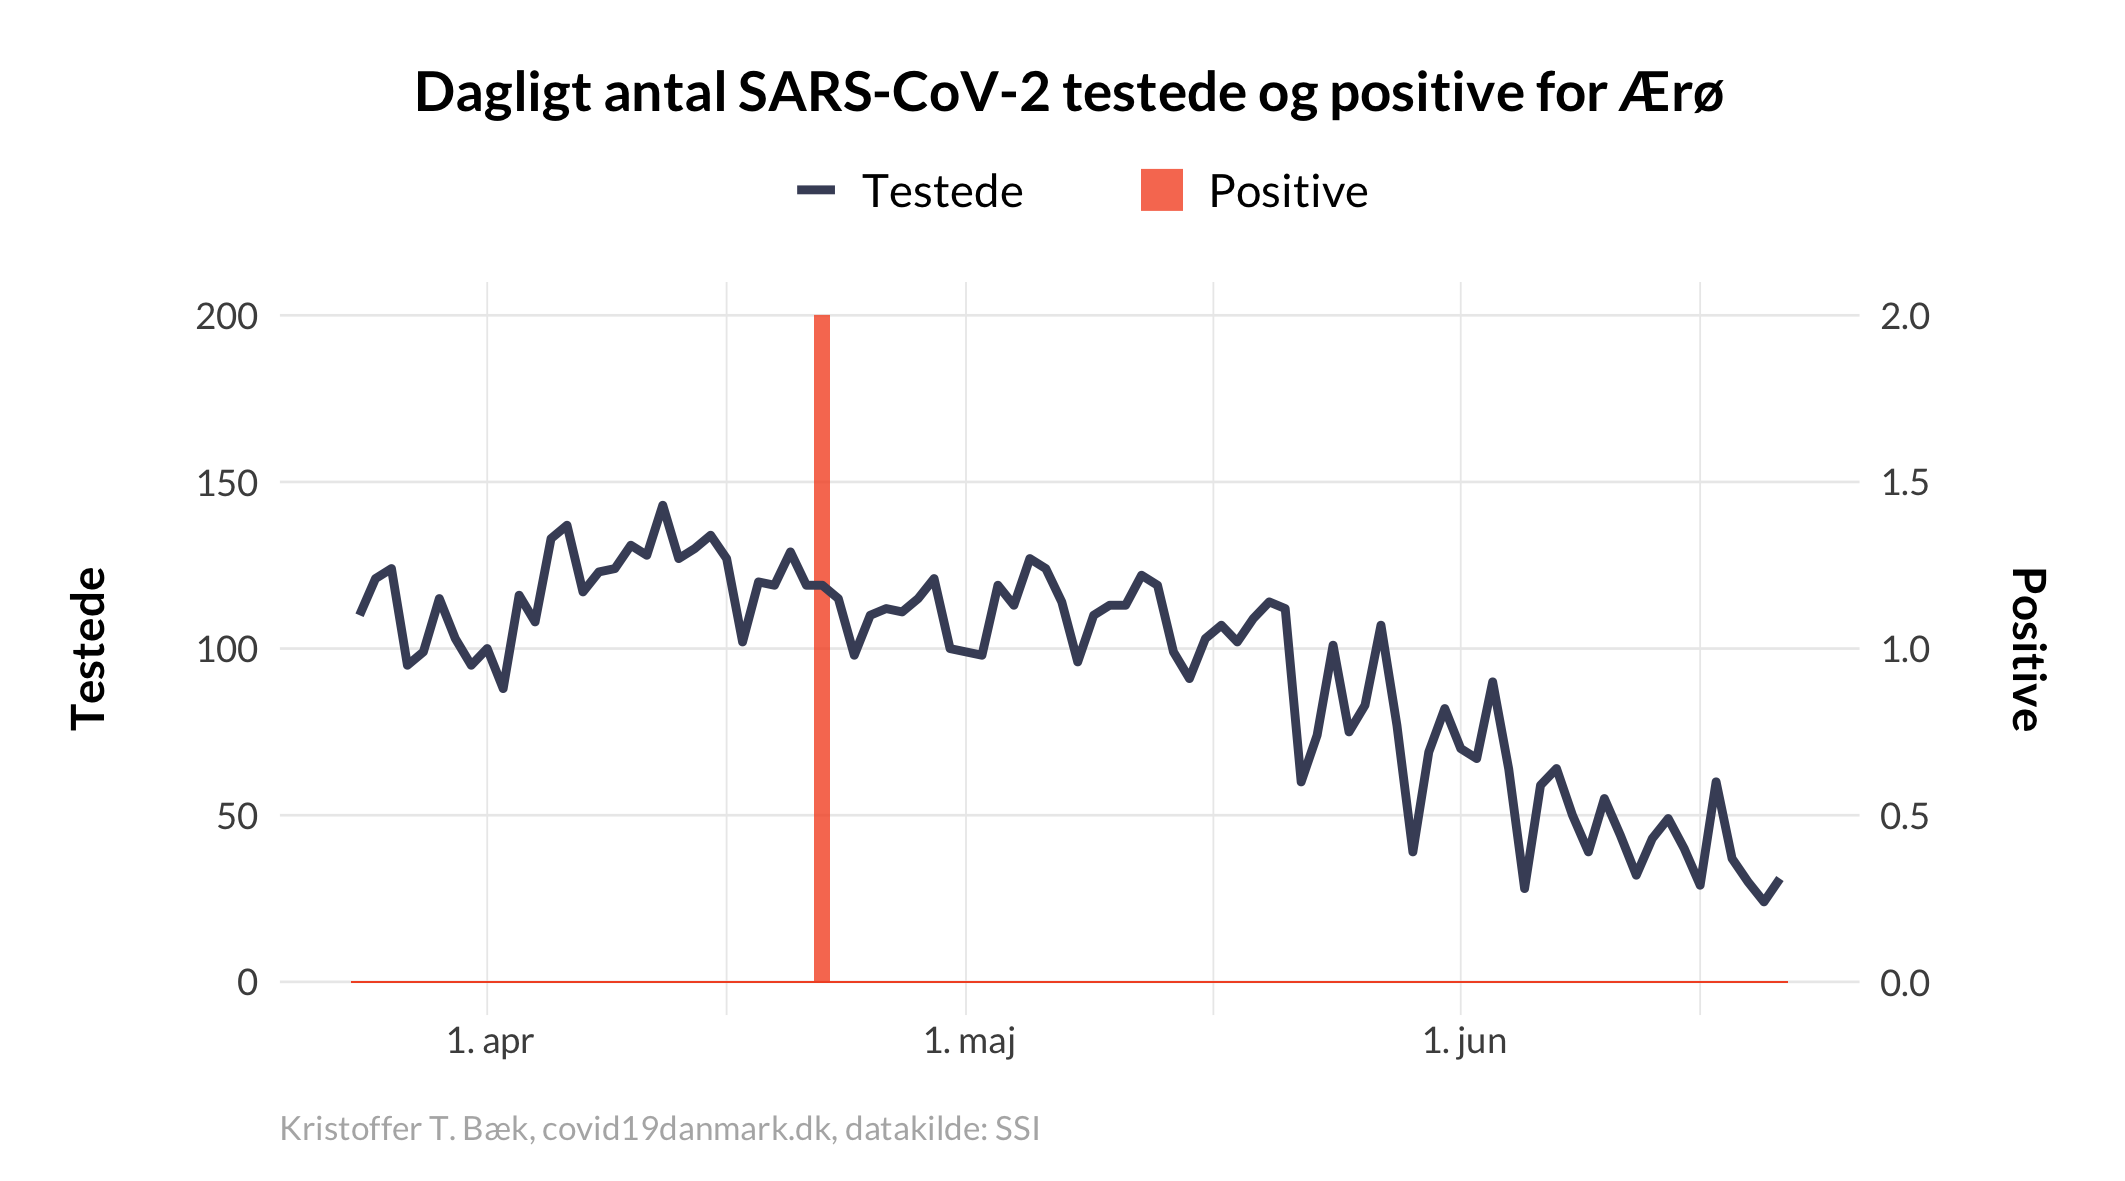 Dagligt antal SARS-CoV-2 testede og positive for Ærø
Testede
Positive
200
150
100
50
0
Testede
2.0
1.5
1.0
0.5
0.0
Positive
1. apr
1. maj
1. jun
Kristoffer T. Bæk, covid19danmark.dk, datakilde: SSI